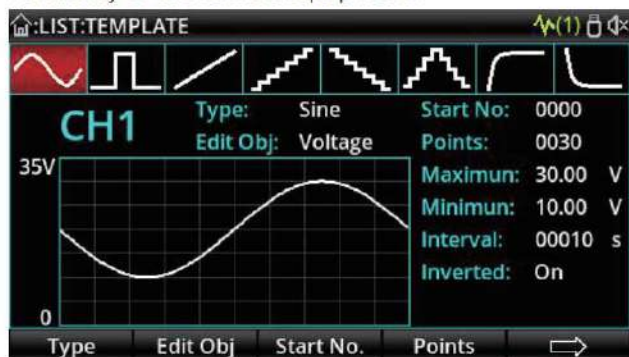 :LIST:TEMPLATE (1)
CH1
Type: Sine
Edit Obj: Voltage
Start No: 0000
Points: 0030
Maximun: 30.00 V
Minimun: 10.00 V
Interval: 00010 s
Inverted: On
35V
0
Type Edit Obj Start No. Points